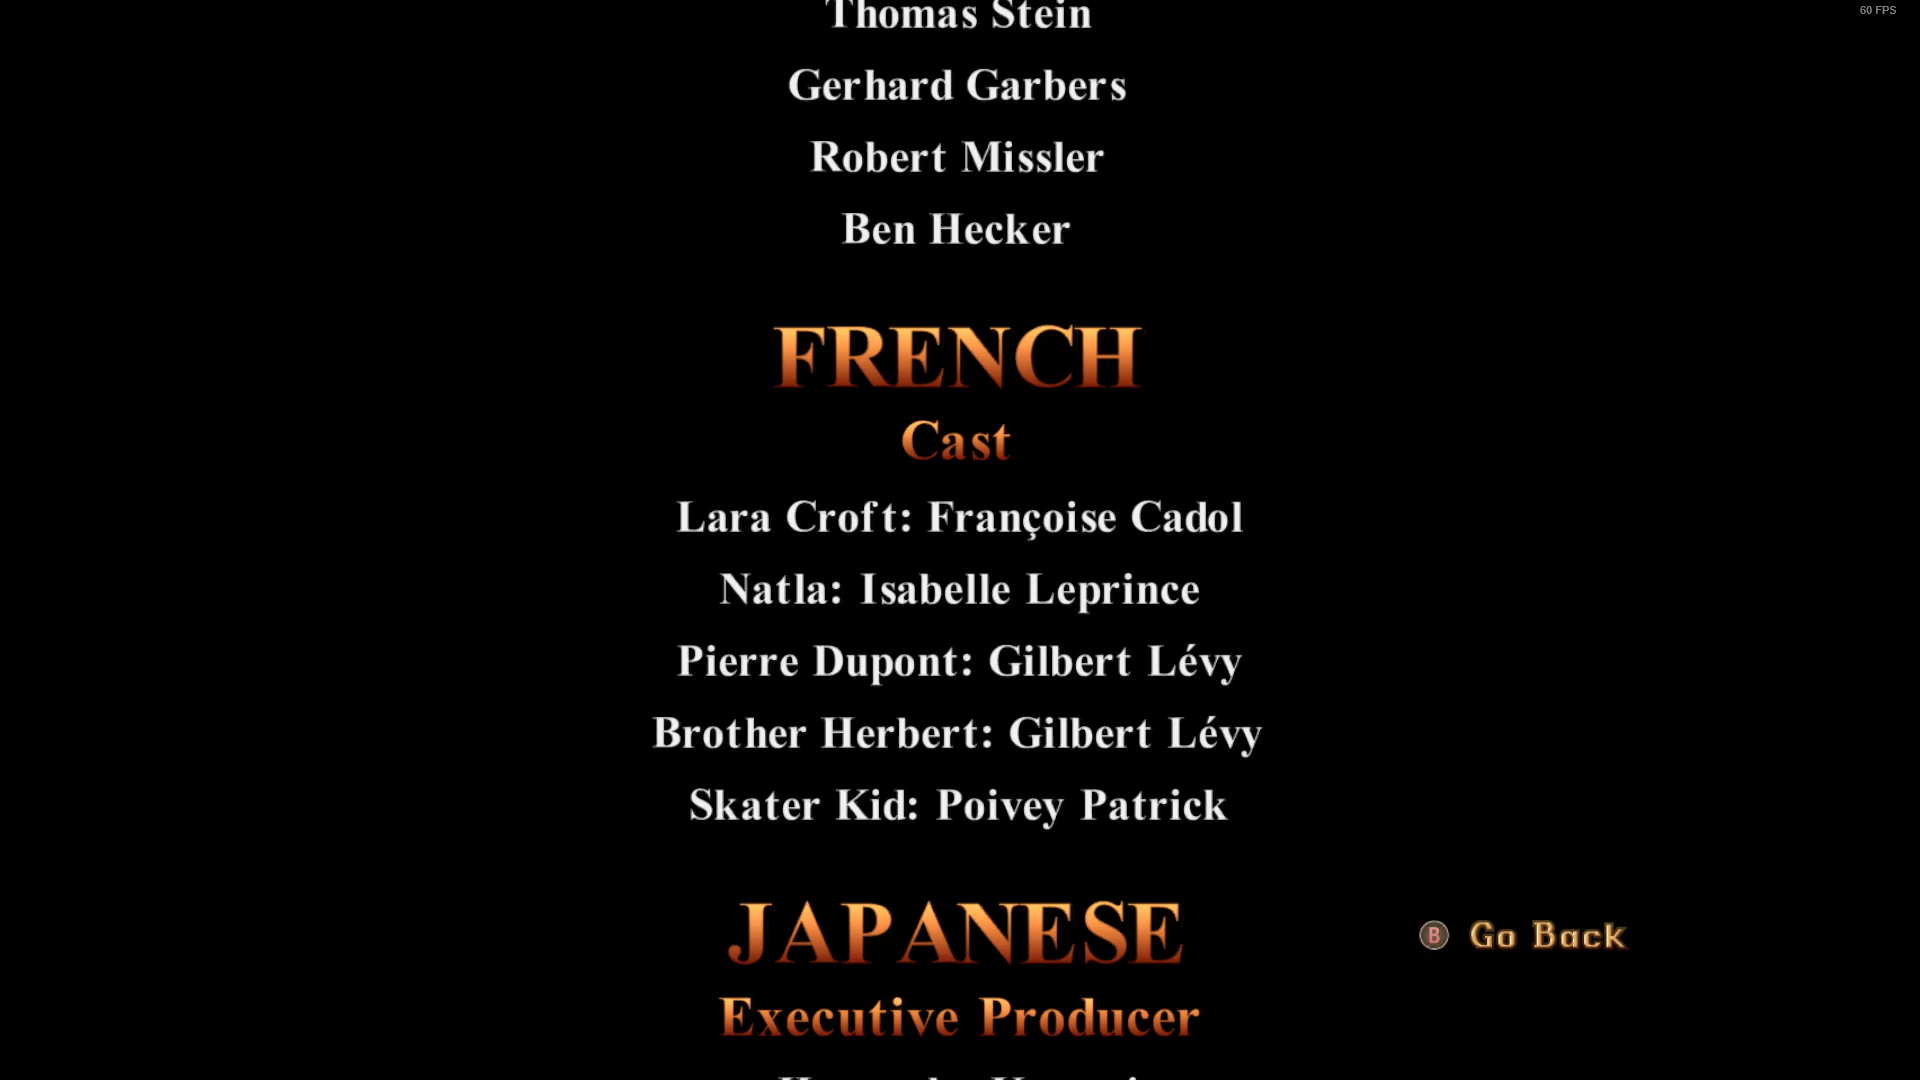 60 FPS
Thomas Stein
Gerhard Garbers
Robert Missler
Ben Hecker
FRENCH
Cast
Lara Croft: Françoise Cadol
Natla: Isabelle Leprince
Pierre Dupont: Gilbert Lévy
Brother Herbert: Gilbert Lévy
Skater Kid: Poivey Patrick
JAPANESE
B Go Back
Executive Producer